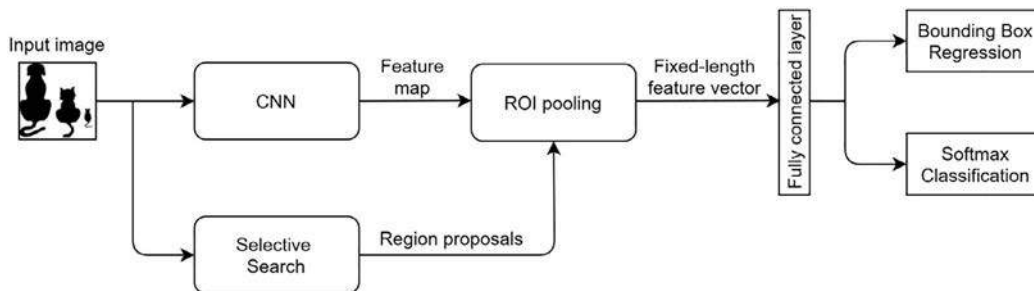 Input image
CNN
Feature
map
ROI pooling
Fixed-length
feature vector
Fully connected layer
Bounding Box
Regression
Softmax
Classification
Selective
Search
Region proposals